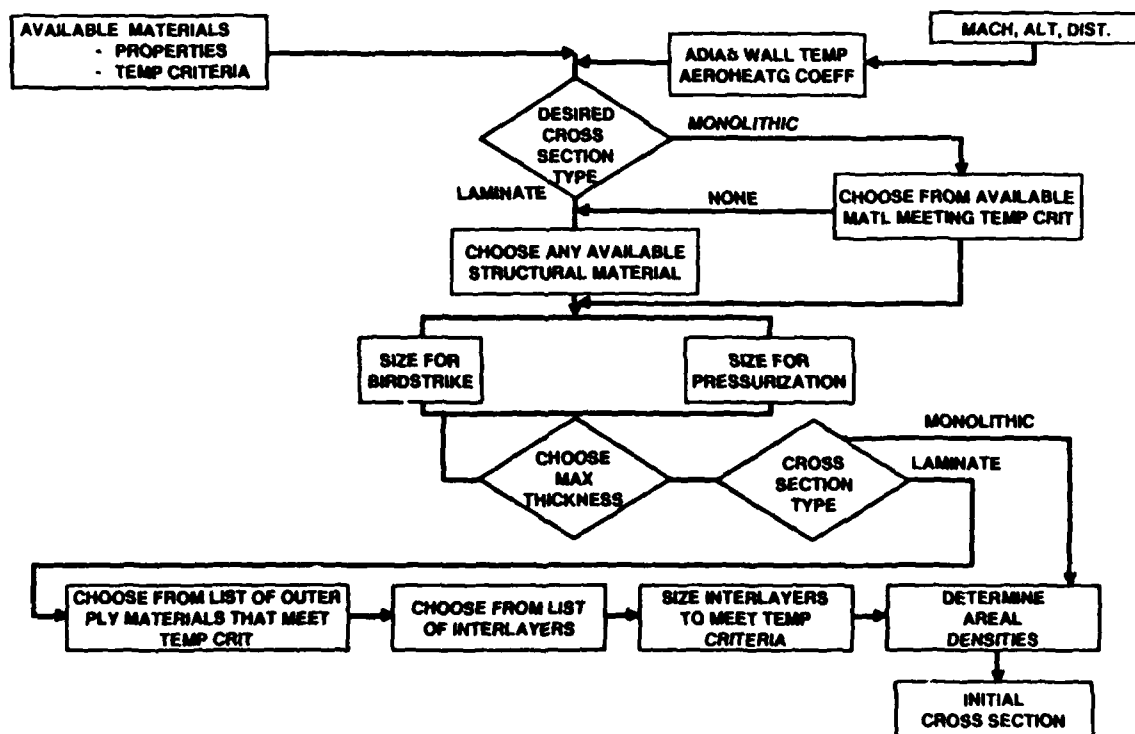 AVAILABLE MATERIALS
- PROPERTIES
- TEMP CRITERIA
MACH, ALT, DIST.
ADIA& WALL TEMP
AEROHEATG COEFF
DESIRED
CROSS
SECTION
TYPE
MONOLITHIC
LAMINATE
NONE
CHOOSE FROM AVAILABLE
MATL MEETING TEMP CRIT
CHOOSE ANY AVAILABLE
STRUCTURAL MATERIAL
SIZE FOR
BIRDSTRIKE
SIZE FOR
PRESSURIZATION
CHOOSE
MAX
THICKNESS
CROSS
SECTION
TYPE
MONOLITHIC
LAMINATE
CHOOSE FROM LIST OF OUTER
PLY MATERIALS THAT MEET
TEMP CRIT
CHOOSE FROM LIST
OF INTERLAYERS
SIZE INTERLAYERS
TO MEET TEMP
CRITERIA
DETERMINE
AREAL
DENSITIES
INITIAL
CROSS SECTION